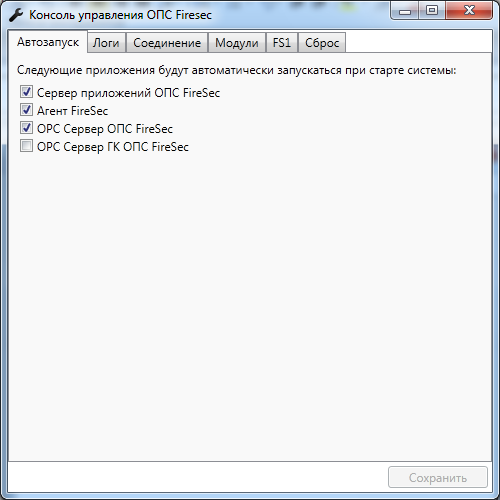 Консоль управления ОПС Firesec
Автозапуск Логи Соединение Модули FS1 Сброс
Следующие приложения будут автоматически запускаться при старте системы:
Сервер приложений ОПС FireSec
Агент FireSec
OPC Сервер ОПС FireSec
OPC Сервер ГК ОПС FireSec
Сохранить